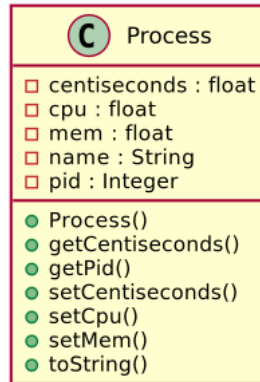 C Process
centiseconds : float
cpu : float
mem : float
name : String
pid : Integer
Process()
getCentiseconds()
getPid()
setCentiseconds()
setCpu()
setMem()
toString()